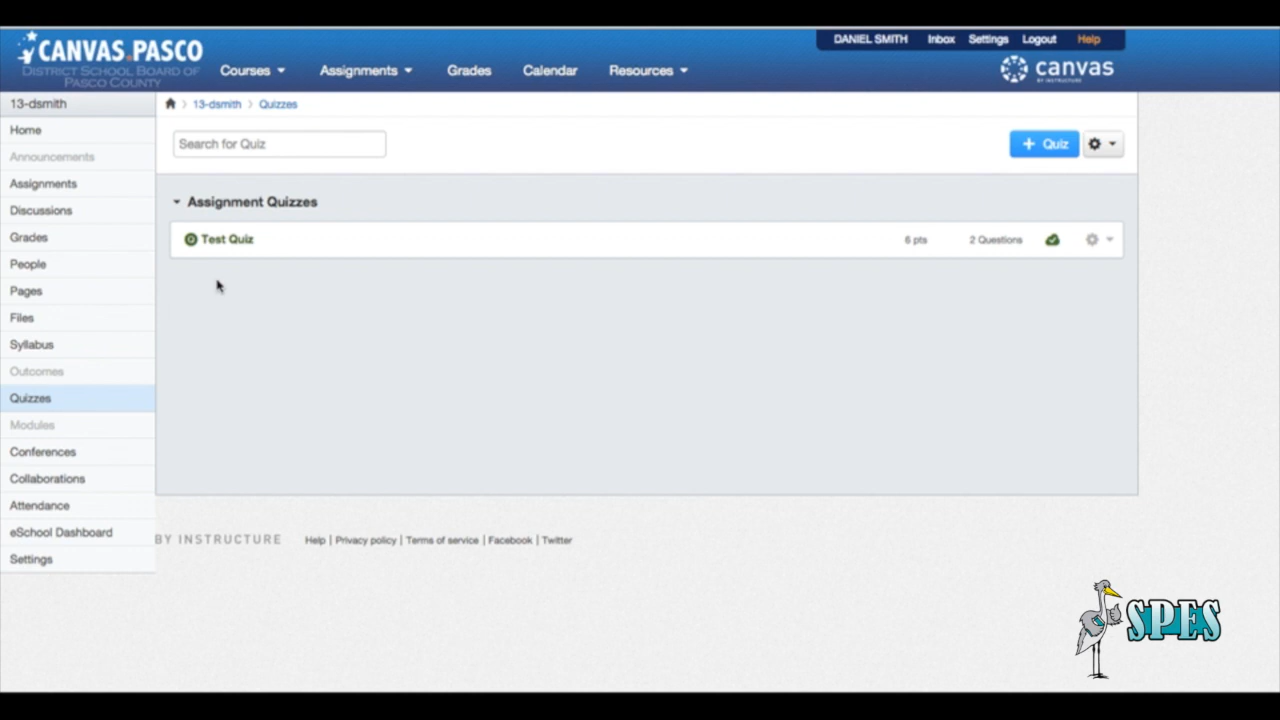 CANVAS.PASCO
DISTRICT SCHOOL BOARD OF
PASCO COUNTY
Courses
Assignments
Grades
Calendar
Resources
DANIEL SMITH
Inbox
Settings
Logout
Help
canvas
BY INSTRUCTURE
13-dsmith
Home
Announcements
Assignments
Discussions
Grades
People
Pages
Files
Syllabus
Outcomes
Quizzes
Modules
Conferences
Collaborations
Attendance
eSchool Dashboard
Settings
13-dsmith
Quizzes
Search for Quiz
+ Quiz
Assignment Quizzes
Test Quiz
6 pts
2 Questions
BY INSTRUCTURE
Help | Privacy policy | Terms of service | Facebook | Twitter
SPES